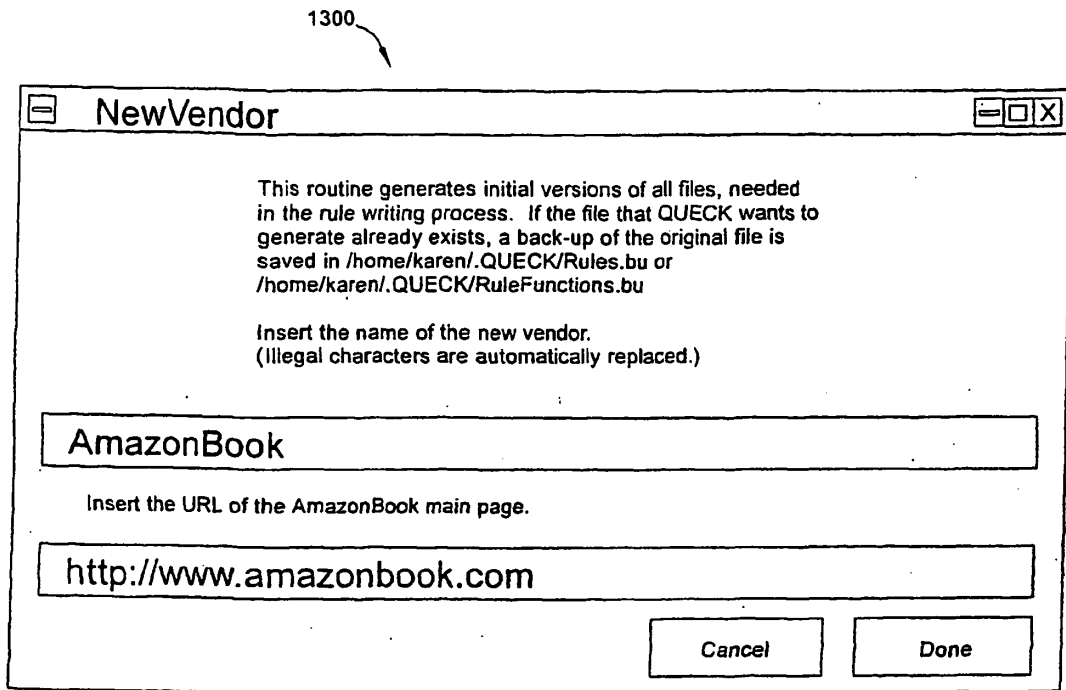 1300
NewVendor
This routine generates initial versions of all files, needed
in the rule writing process. If the file that QUECK wants to
generate already exists, a back-up of the original file is
saved in /home/karen/.QUECK/Rules.bu or
/home/karen/.QUECK/RuleFunctions.bu
Insert the name of the new vendor.
(Illegal characters are automatically replaced.)
AmazonBook
Insert the URL of the AmazonBook main page.
http://www.amazonbook.com
Cancel Done